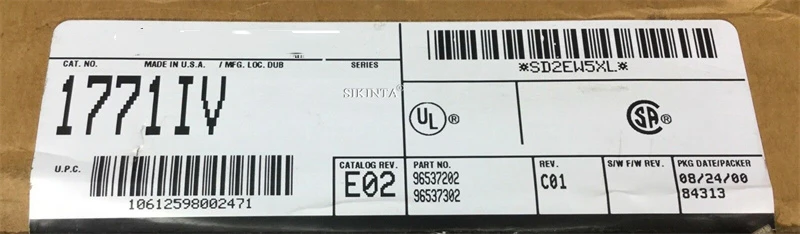 CAT. NO. MADE IN U.S.A. / MFG. LOC. DUB SERIES
1771IV
SIKINTA®
*SD2EW5XL*
UL®
SA®
U.P.C.
10612598002471
CATALOG REV.
E02
PART NO.
96537202
96537302
REV.
C01
S/W F/W REV.
PKG DATE/PACKER
08/24/00
84313